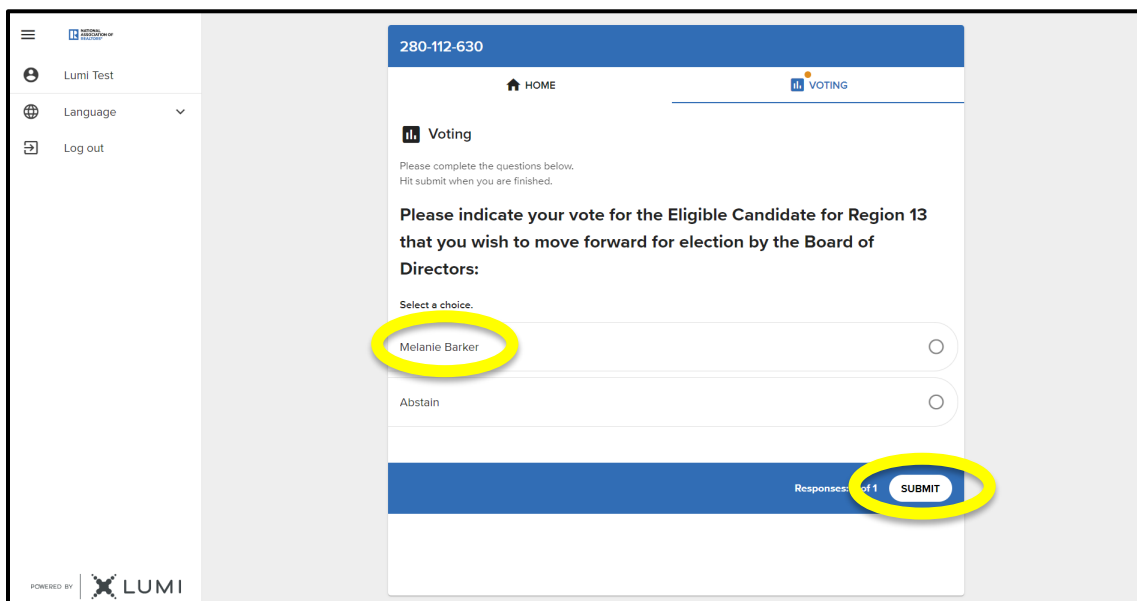 NATIONAL
ASSOCIATION OF
REALTORS®
Lumi Test
Language
Log out
POWERED BY LUMI
280-112-630
HOME
VOTING
Voting
Please complete the questions below.
Hit submit when you are finished.
Please indicate your vote for the Eligible Candidate for Region 13
that you wish to move forward for election by the Board of
Directors:
Select a choice.
Melanie Barker
Abstain
Responses: of 1 SUBMIT